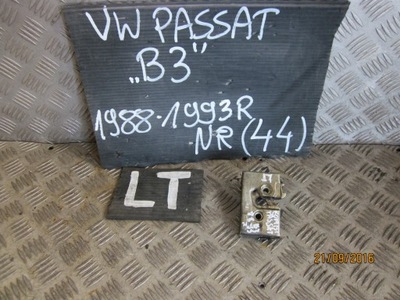 VW PASSAT
„B3”
1988-1993R
NR (44)
LT
21/09/2016